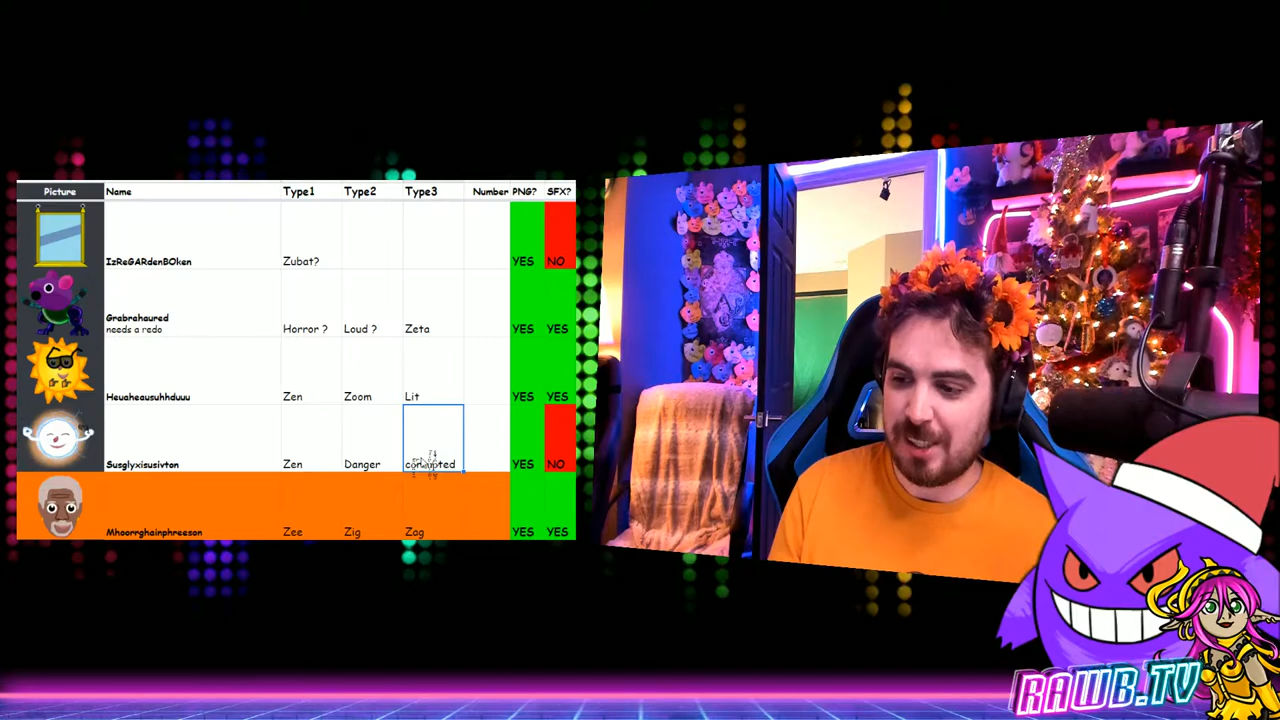 Picture Name Type1 Type2 Type3 Number PNG? SFX?
IzReGARdenBOken Zubat? YES NO
Grabrahaured
needs a redo Horror ? Loud ? Zeta YES YES
Heuaheausuhhduuu Zen Zoom Lit YES YES
Susglyxisusivton Zen Danger corrupted YES NO
Mhoorrghainphreeson Zee Zig Zag YES YES
RAWB.TV